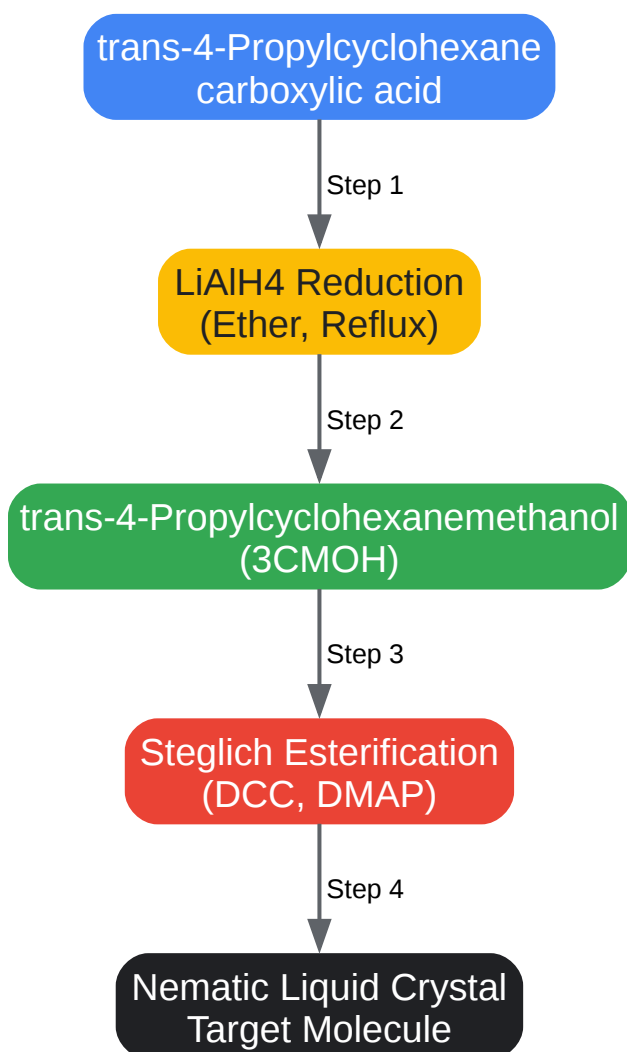 trans-4-Propylcyclohexane
carboxylic acid
Step 1
LiAlH4 Reduction
(Ether, Reflux)
Step 2
trans-4-Propylcyclohexanemethanol
(3CMOH)
Step 3
Steglich Esterification
(DCC, DMAP)
Step 4
Nematic Liquid Crystal
Target Molecule